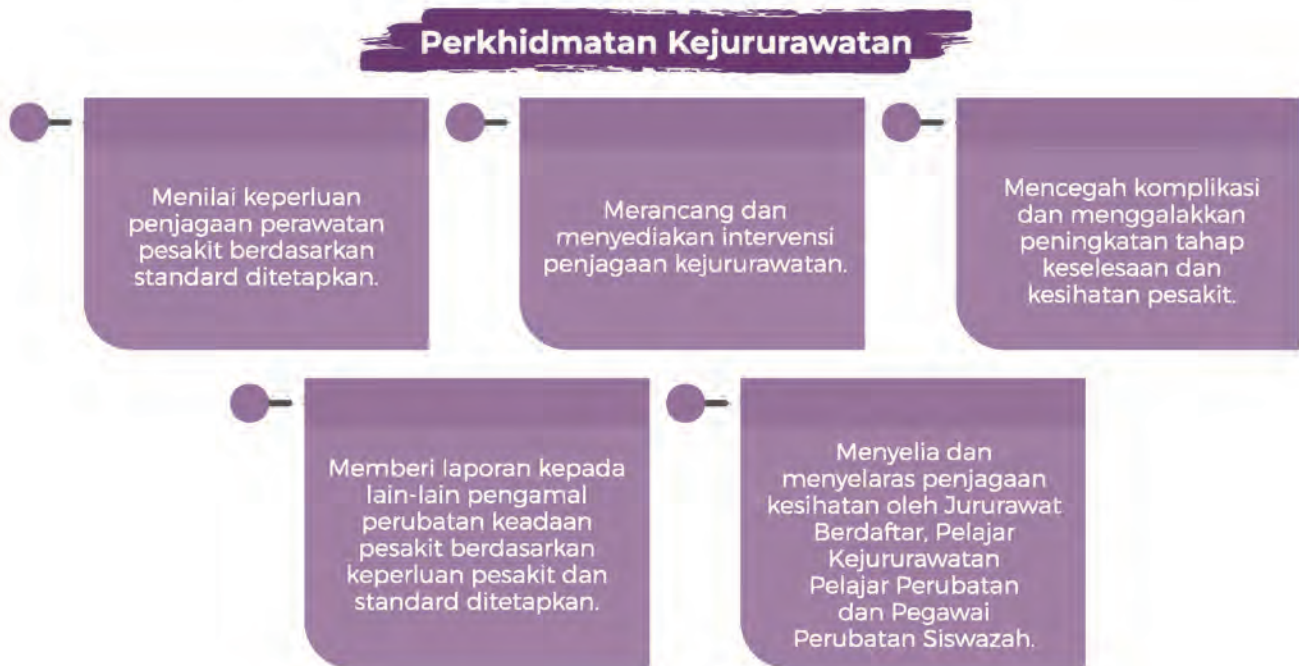 Perkhidmatan Kejururawatan
Menilai keperluan
penjagaan perawatan
pesakit berdasarkan
standard ditetapkan.
Merancang dan
menyediakan intervensi
penjagaan kejururawatan.
Mencegah komplikasi
dan menggalakkan
peningkatan tahap
keselesaan dan
kesihatan pesakit.
Memberi laporan kepada
lain-lain pengamal
perubatan keadaan
pesakit berdasarkan
keperluan pesakit dan
standard ditetapkan.
Menyelia dan
menyelaras penjagaan
kesihatan oleh Jururawat
Berdaftar, Pelajar
Kejururawatan
Pelajar Perubatan
dan Pegawai
Perubatan Siswazah.